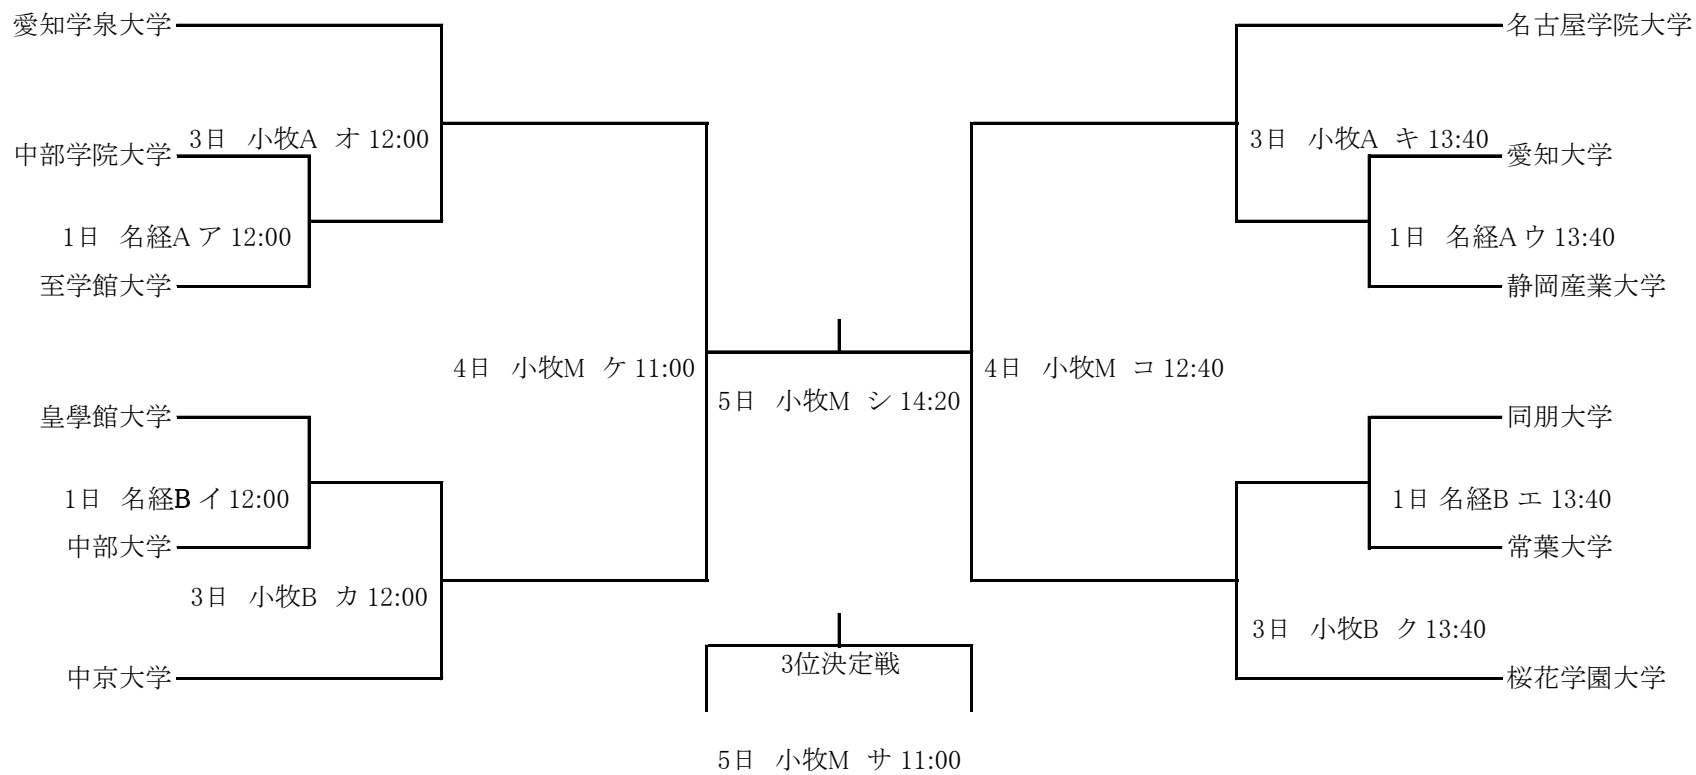 愛知学泉大学
名古屋学院大学
3日 小牧A オ 12:00
3日 小牧A キ 13:40
中部学院大学
愛知大学
1日 名経A ア 12:00
1日 名経A ウ 13:40
至学館大学
静岡産業大学
4日 小牧M ケ 11:00
4日 小牧M コ 12:40
5日 小牧M シ 14:20
皇學館大学
同朋大学
1日 名経B イ 12:00
1日 名経B エ 13:40
中部大学
常葉大学
3日 小牧B カ 12:00
3日 小牧B ク 13:40
3位決定戦
中京大学
桜花学園大学
5日 小牧M サ 11:00